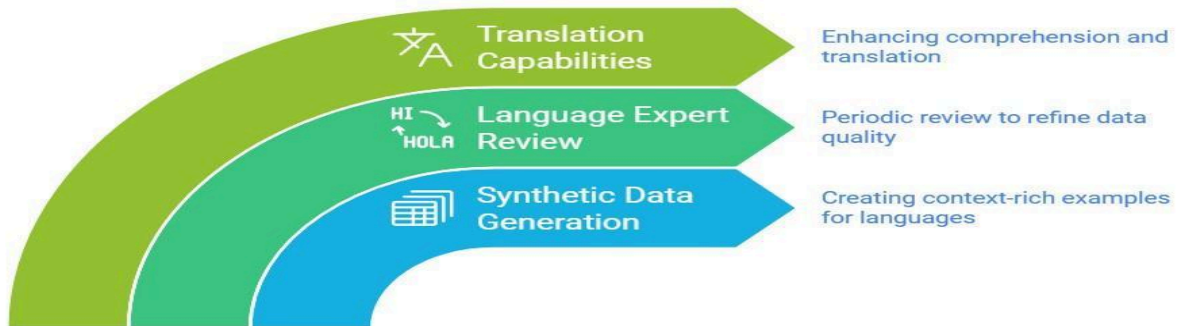 Translation
Capabilities
Enhancing comprehension and
translation
HI
HOLA
Language Expert
Review
Periodic review to refine data
quality
Synthetic Data
Generation
Creating context-rich examples
for languages